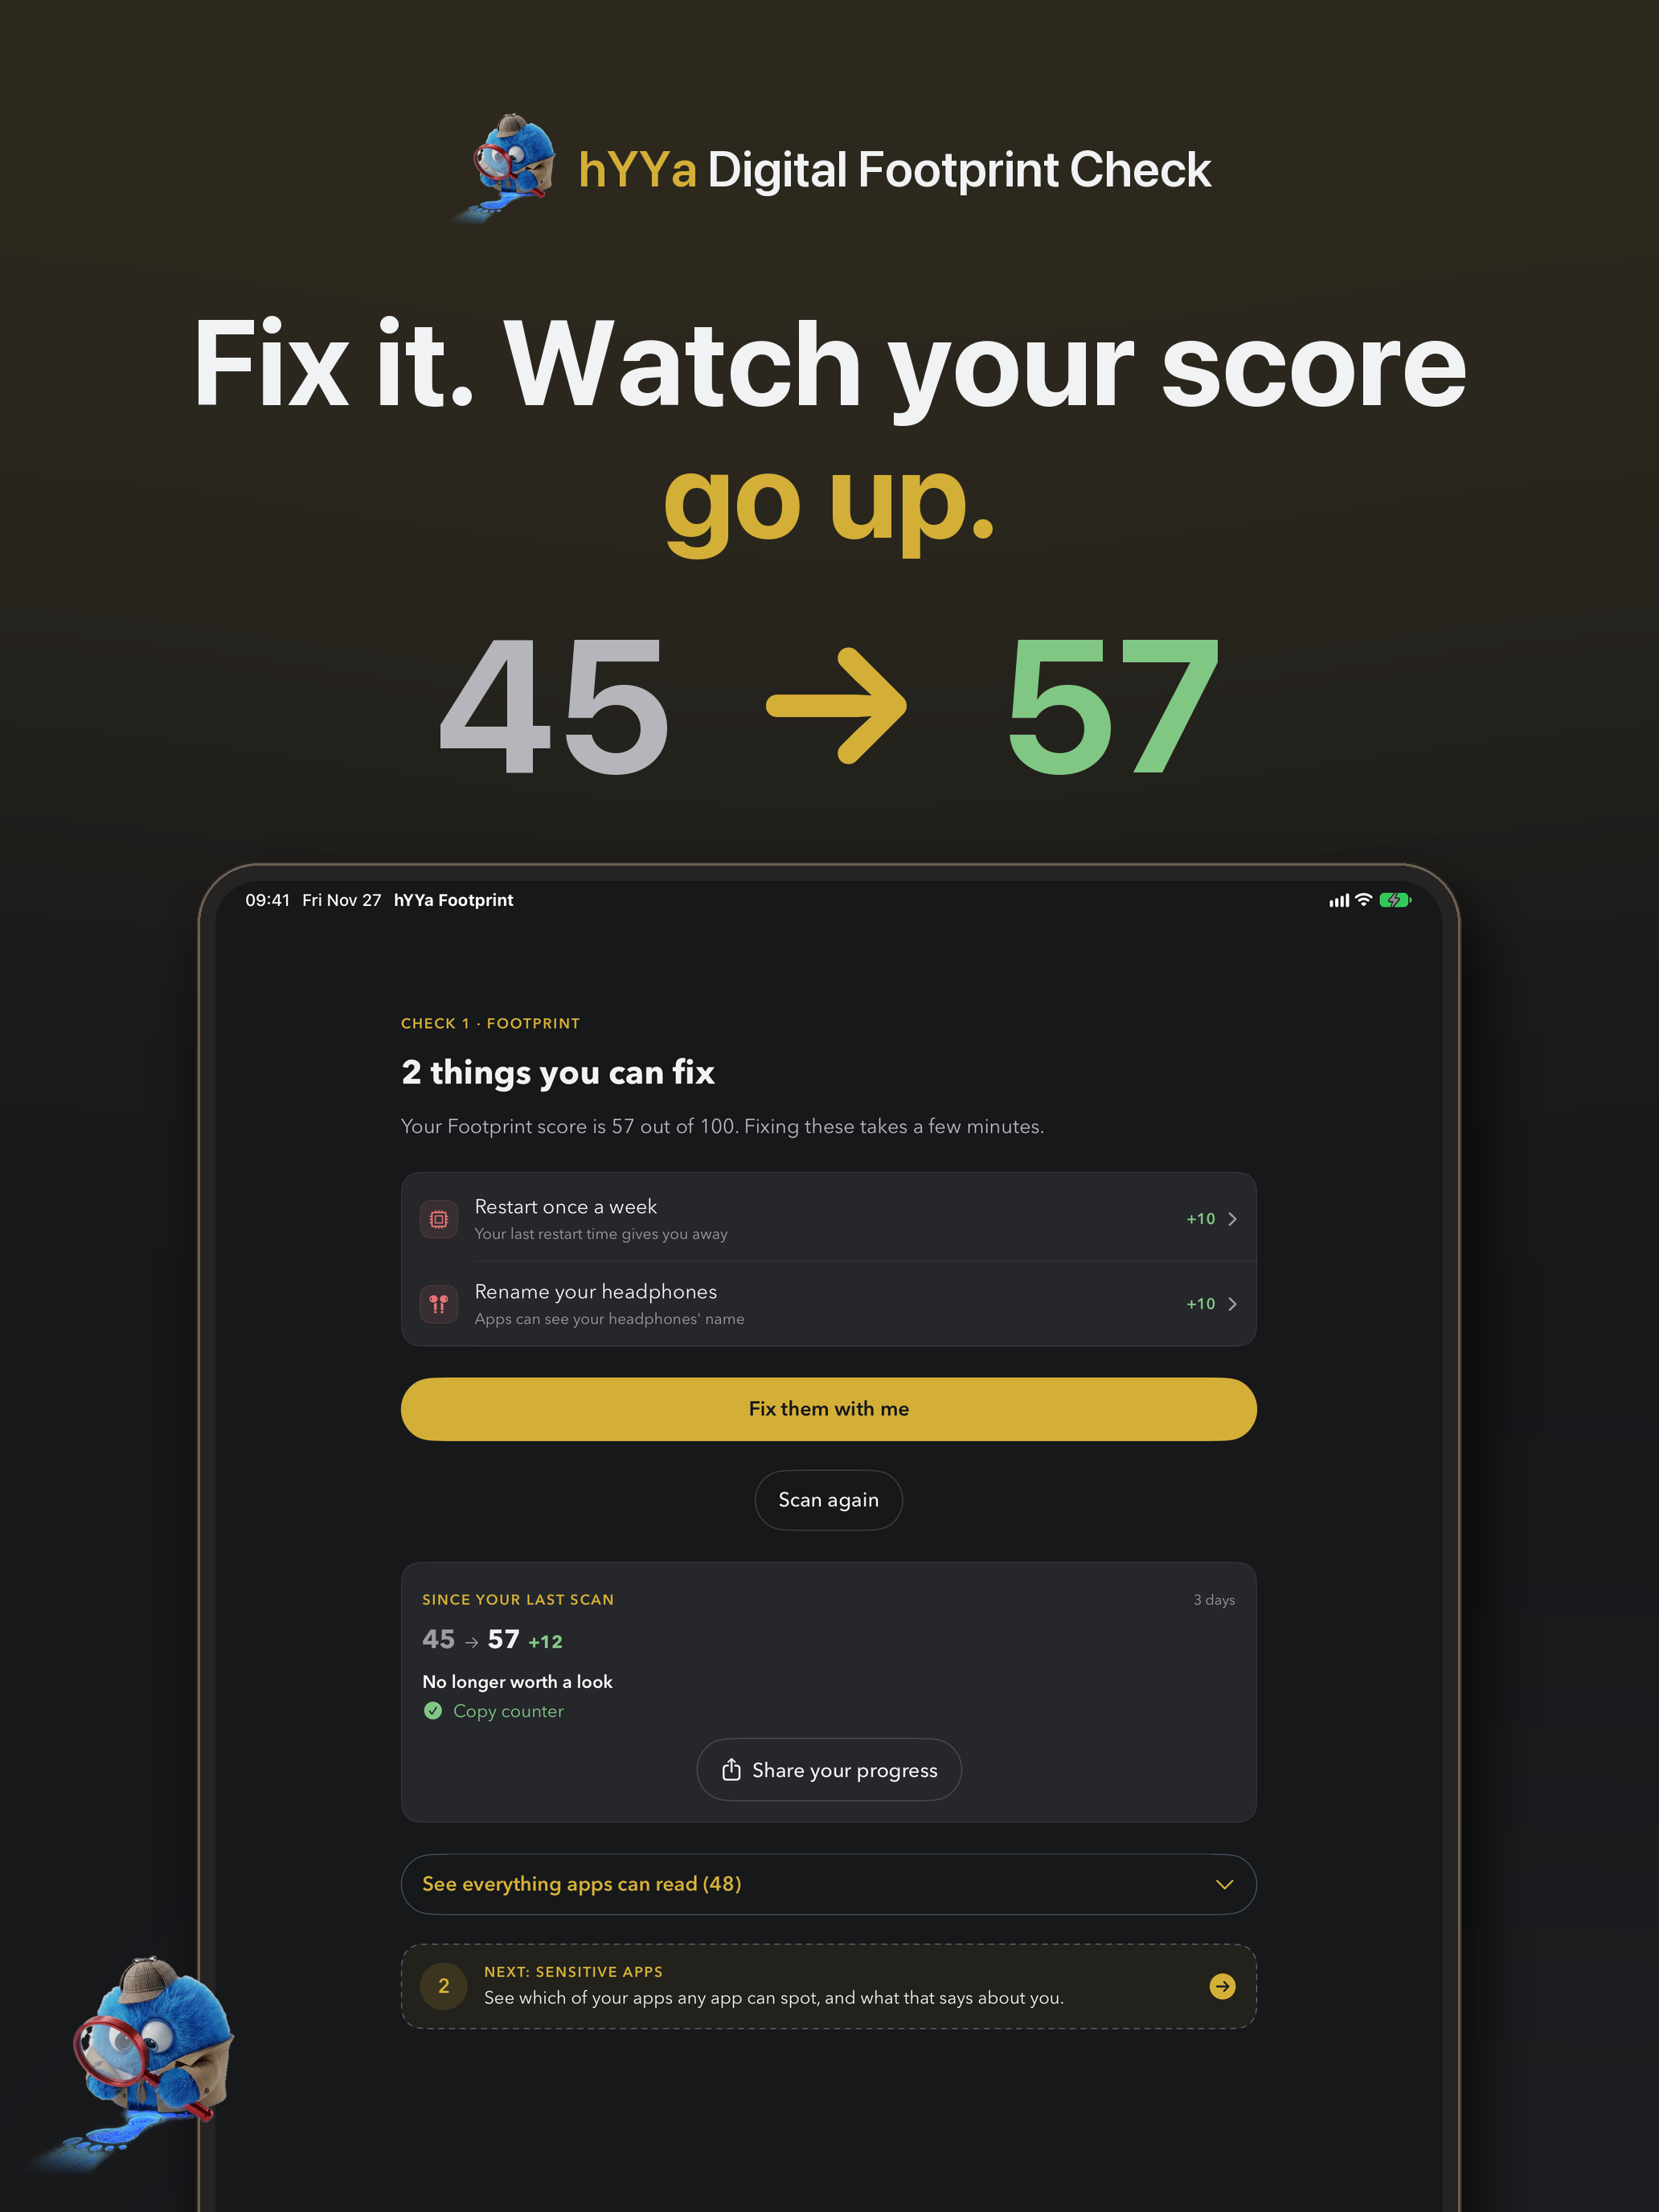 hYYa Digital Footprint Check
Fix it. Watch your score
go up.
45 → 57
09:41 Fri Nov 27 hYYa Footprint
CHECK 1 · FOOTPRINT
2 things you can fix
Your Footprint score is 57 out of 100. Fixing these takes a few minutes.
Restart once a week
Your last restart time gives you away
+10
Rename your headphones
Apps can see your headphones' name
+10
Fix them with me
Scan again
SINCE YOUR LAST SCAN 3 days
45 → 57 +12
No longer worth a look
Copy counter
Share your progress
See everything apps can read (48)
2
NEXT: SENSITIVE APPS
See which of your apps any app can spot, and what that says about you.